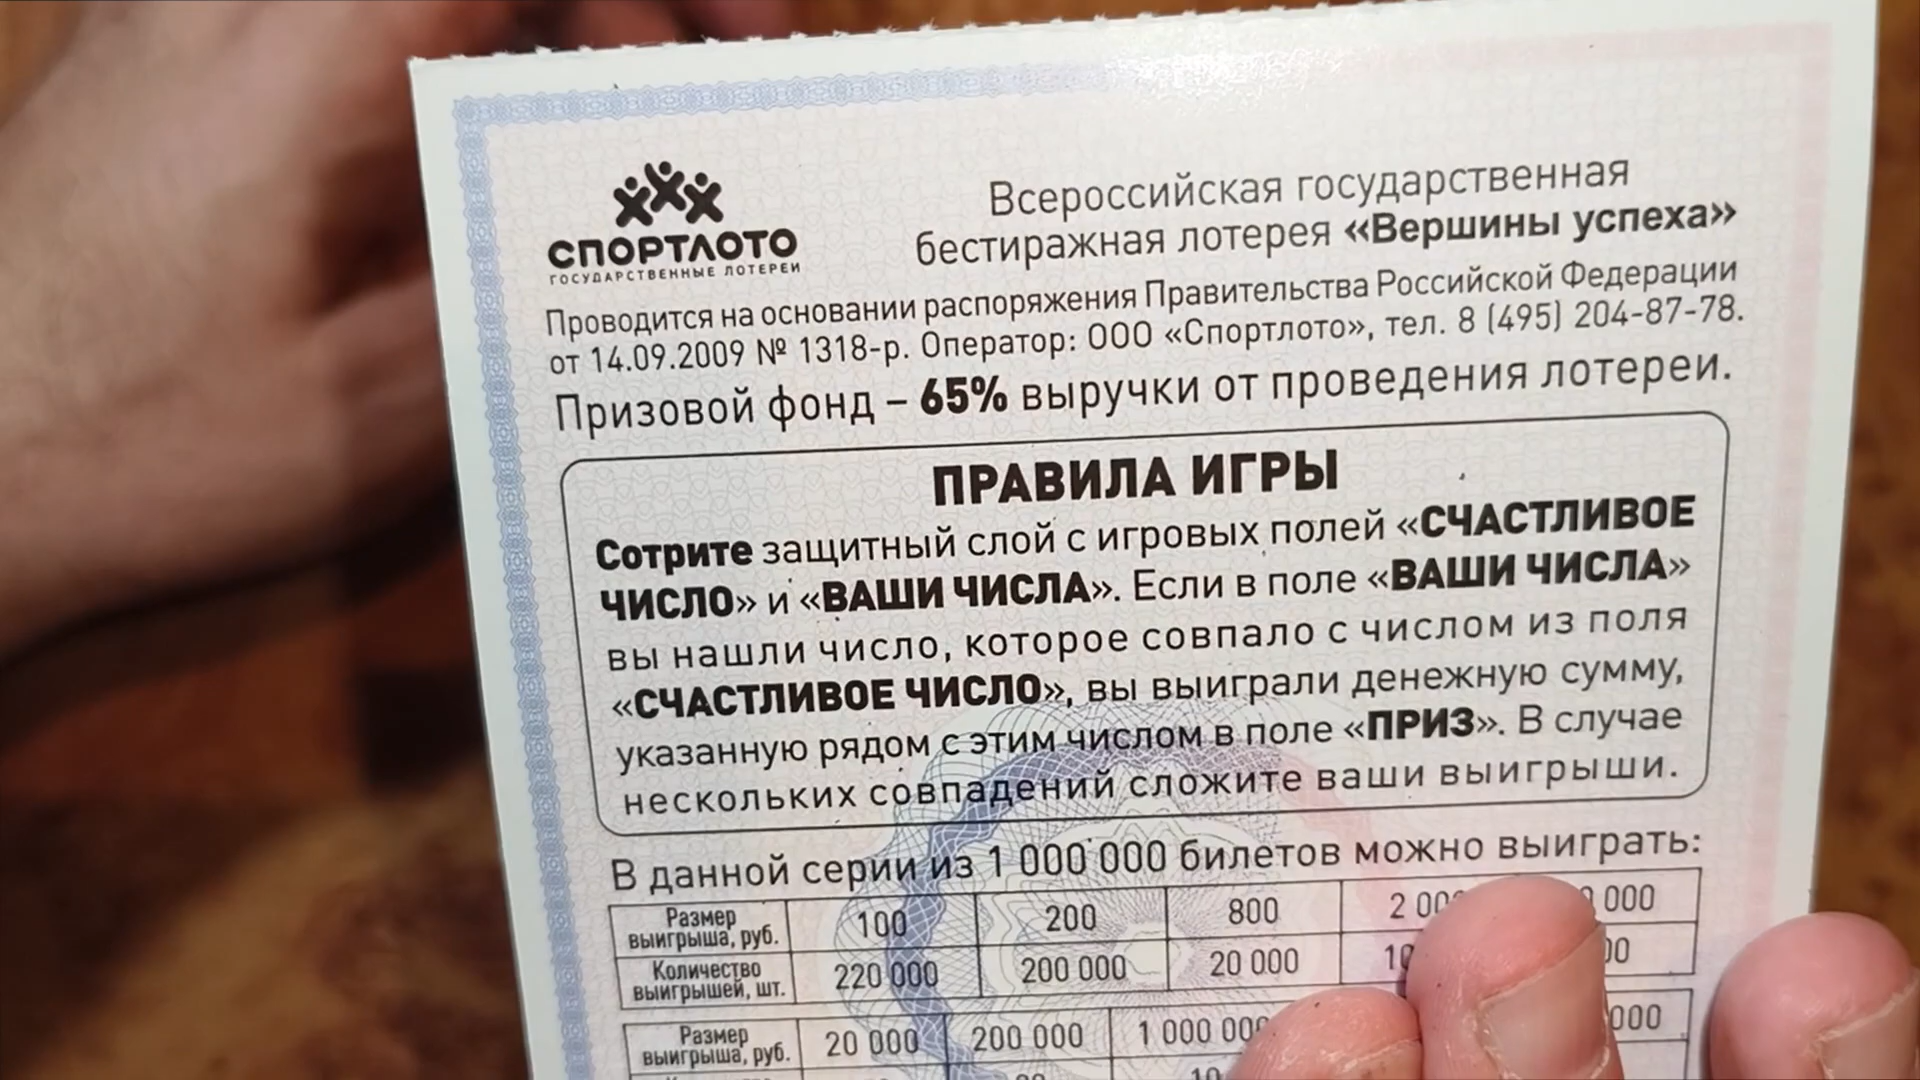 СПОРТЛОТО
ГОСУДАРСТВЕННЫЕ ЛОТЕРЕИ
Всероссийская государственная
бестиражная лотерея «Вершины успеха»
Проводится на основании распоряжения Правительства Российской Федерации
от 14.09.2009 № 1318-р. Оператор: ООО «Спортлото», тел. 8 (495) 204-87-78.
Призовой фонд – 65% выручки от проведения лотереи.
ПРАВИЛА ИГРЫ
Сотрите защитный слой с игровых полей «СЧАСТЛИВОЕ
ЧИСЛО» и «ВАШИ ЧИСЛА». Если в поле «ВАШИ ЧИСЛА»
вы нашли число, которое совпало с числом из поля
«СЧАСТЛИВОЕ ЧИСЛО», вы выиграли денежную сумму,
указанную рядом с этим числом в поле «ПРИЗ». В случае
нескольких совпадений сложите ваши выигрыши.
В данной серии из 1 000 000 билетов можно выиграть:
Размер
выигрыша, руб. 100 200 800
Количество
выигрышей, шт. 220 000 200 000 20 000
Размер
выигрыша, руб. 20 000 200 000 1 000 000